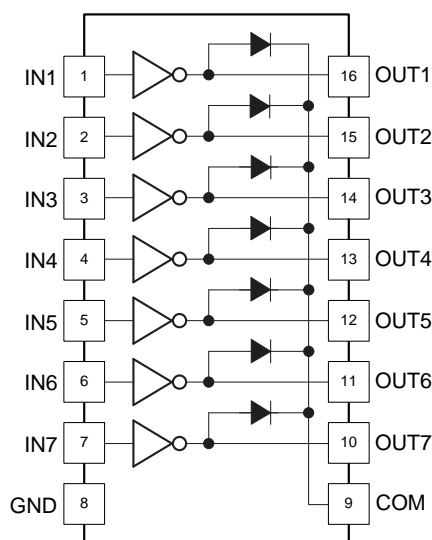 IN1 1 16 OUT1
IN2 2 15 OUT2
IN3 3 14 OUT3
IN4 4 13 OUT4
IN5 5 12 OUT5
IN6 6 11 OUT6
IN7 7 10 OUT7
GND 8 9 COM